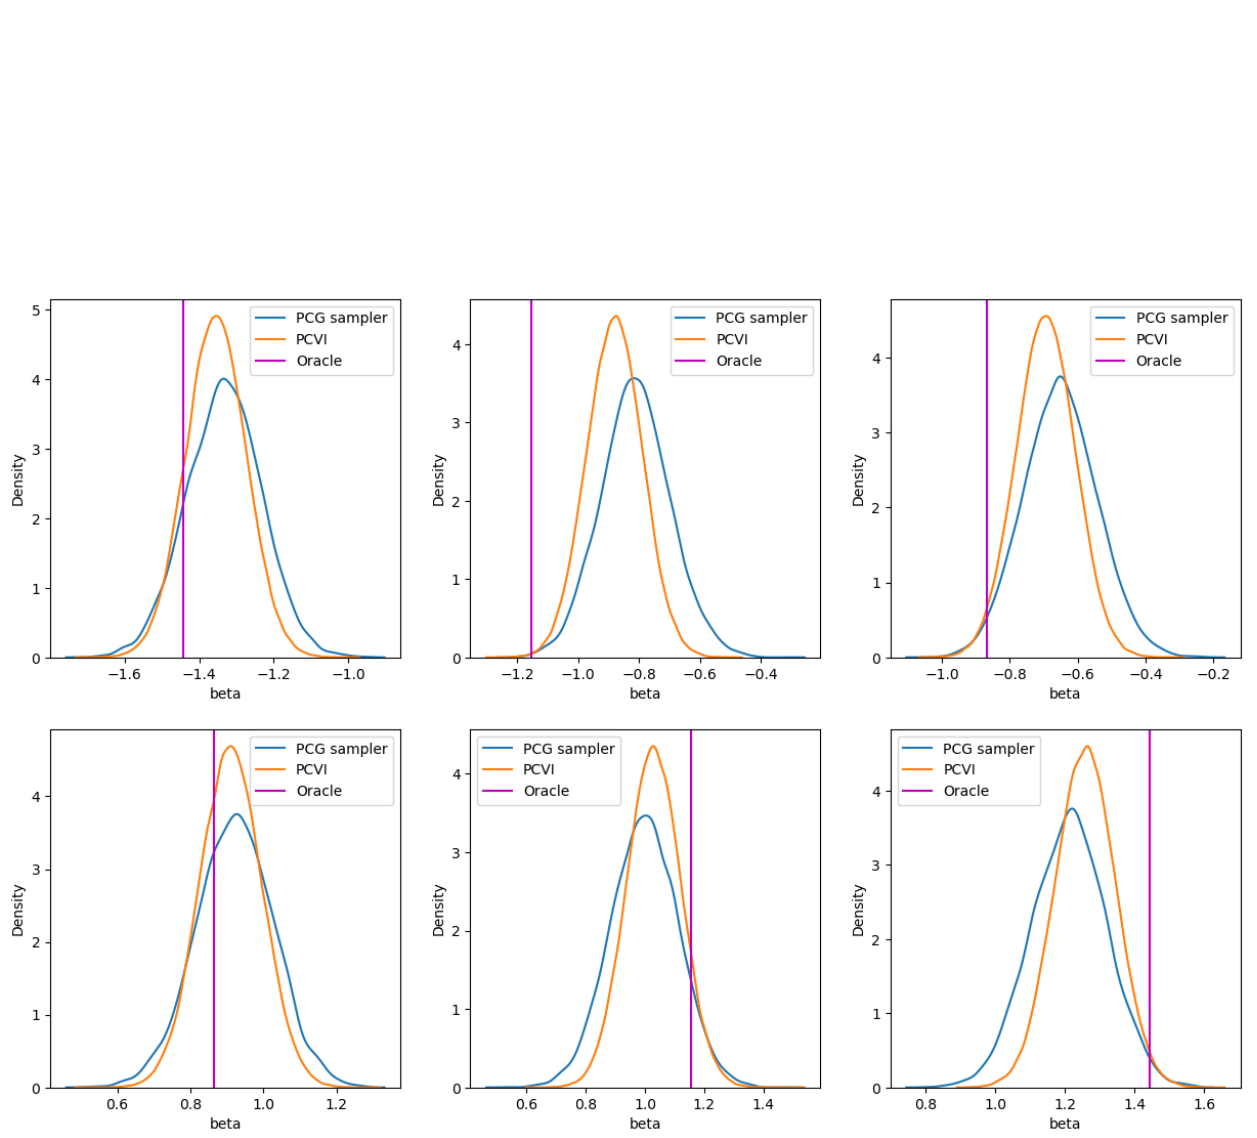 5
4
3
2
1
0
Density
−1.6
−1.4
−1.2
−1.0
beta
PCG sampler
PCVI
Oracle
4
3
2
1
0
Density
−1.2
−1.0
−0.8
−0.6
−0.4
beta
PCG sampler
PCVI
Oracle
4
3
2
1
0
Density
−1.0
−0.8
−0.6
−0.4
−0.2
beta
PCG sampler
PCVI
Oracle
4
3
2
1
0
Density
0.6
0.8
1.0
1.2
beta
PCG sampler
PCVI
Oracle
4
3
2
1
0
Density
0.6
0.8
1.0
1.2
1.4
beta
PCG sampler
PCVI
Oracle
4
3
2
1
0
Density
0.8
1.0
1.2
1.4
1.6
beta
PCG sampler
PCVI
Oracle